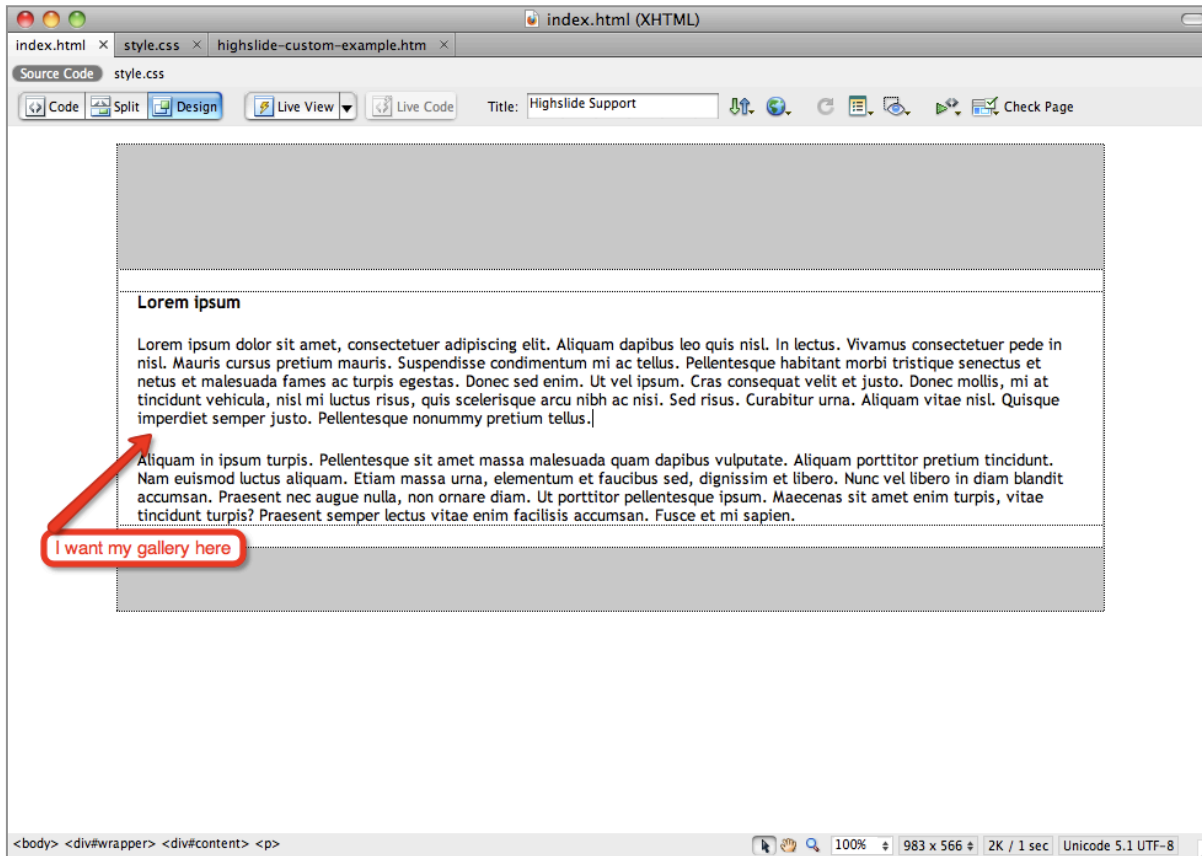 index.html (XHTML)
index.html × style.css × highslide-custom-example.htm ×
Source Code style.css
Code Split Design Live View Live Code Title: Highslide Support Check Page
Lorem ipsum
Lorem ipsum dolor sit amet, consectetuer adipiscing elit. Aliquam dapibus leo quis nisl. In lectus. Vivamus consectetuer pede in
nisl. Mauris cursus pretium mauris. Suspendisse condimentum mi ac tellus. Pellentesque habitant morbi tristique senectus et
netus et malesuada fames ac turpis egestas. Donec sed enim. Ut vel ipsum. Cras consequat velit et justo. Donec mollis, mi at
tincidunt vehicula, nisl mi luctus risus, quis scelerisque arcu nibh ac nisi. Sed risus. Curabitur urna. Aliquam vitae nisl. Quisque
imperdiet semper justo. Pellentesque nonummy pretium tellus.
Aliquam in ipsum turpis. Pellentesque sit amet massa malesuada quam dapibus vulputate. Aliquam porttitor pretium tincidunt.
Nam euismod luctus aliquam. Etiam massa urna, elementum et faucibus sed, dignissim et libero. Nunc vel libero in diam blandit
accumsan. Praesent nec augue nulla, non ornare diam. Ut porttitor pellentesque ipsum. Maecenas sit amet enim turpis, vitae
tincidunt turpis? Praesent semper lectus vitae enim facilisis accumsan. Fusce et mi sapien.
I want my gallery here
<body> <div#wrapper> <div#content> <p> 100% 983 x 566 2K / 1 sec Unicode 5.1 UTF-8